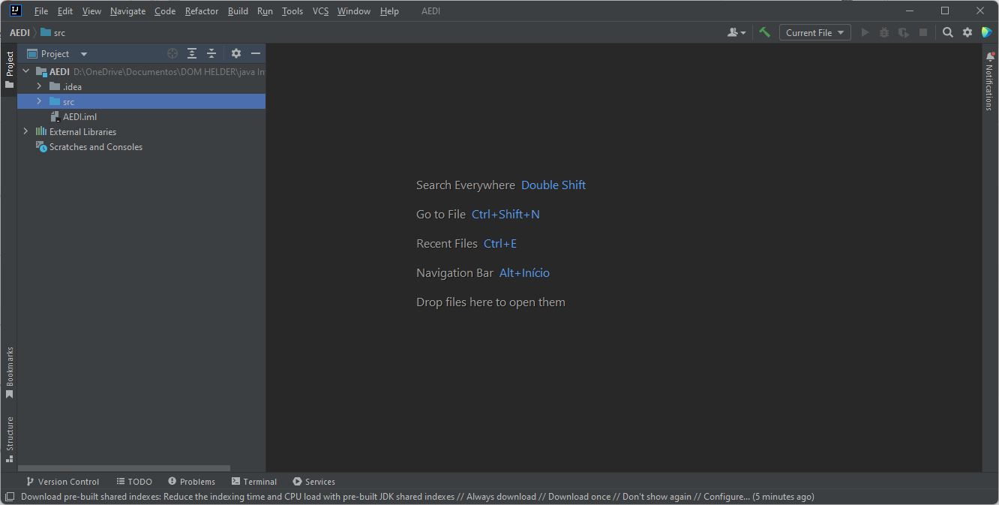 IJ File Edit View Navigate Code Refactor Build Run Tools VCS Window Help AEDI
AEDI src Current File
Project
Project
AEDI D:\OneDrive\Documentos\DOM HELDER\java In
.idea
src
AEDI.iml
External Libraries
Scratches and Consoles
Search Everywhere Double Shift
Go to File Ctrl+Shift+N
Recent Files Ctrl+E
Navigation Bar Alt+Início
Drop files here to open them
Notifications
Bookmarks
Structure
Version Control TODO Problems Terminal Services
Download pre-built shared indexes: Reduce the indexing time and CPU load with pre-built JDK shared indexes // Always download // Download once // Don't show again // Configure... (5 minutes ago)